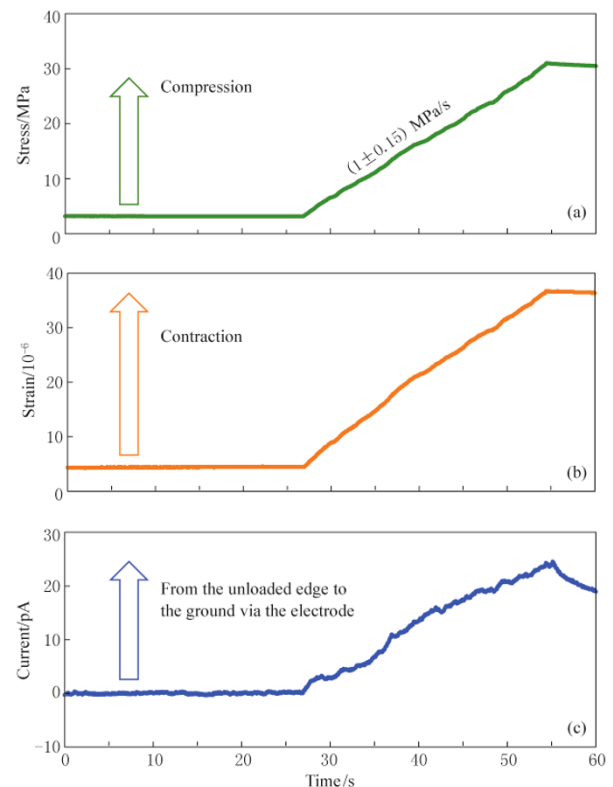 40
30
20
10
0
Stress/MPa
Compression
(1±0.15) MPa/s
(a)
40
30
20
10
0
Strain/10⁻⁶
Contraction
(b)
30
20
10
0
−10
Current/pA
From the unloaded edge to
the ground via the electrode
(c)
0 10 20 30 40 50 60
Time/s